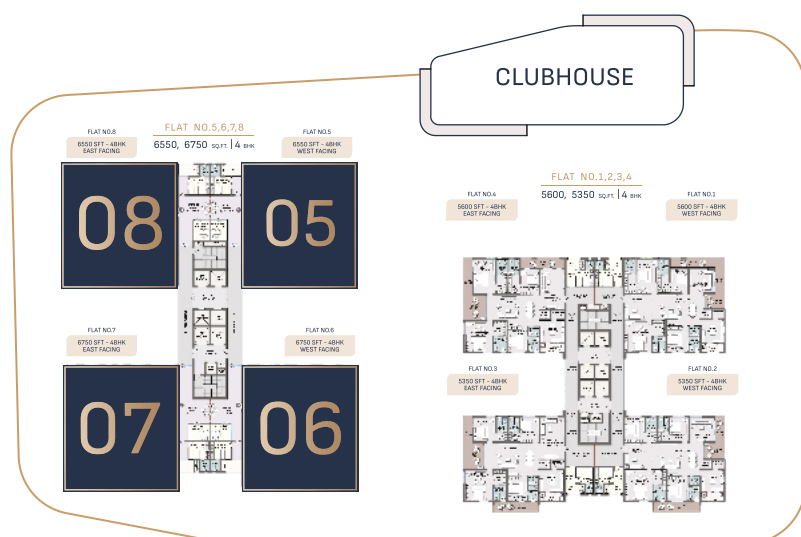 CLUBHOUSE
FLAT NO.5,6,7,8
6550, 6750 SQ.FT. | 4 BHK
FLAT NO.8
6550 SFT - 4BHK
EAST FACING
FLAT NO.5
6550 SFT - 4BHK
WEST FACING
08
05
FLAT NO.7
6750 SFT - 4BHK
EAST FACING
FLAT NO.6
6750 SFT - 4BHK
WEST FACING
07
06
FLAT NO.1,2,3,4
5600, 5350 SQ.FT. | 4 BHK
FLAT NO.4
5600 SFT - 4BHK
EAST FACING
FLAT NO.1
5600 SFT - 4BHK
WEST FACING
FLAT NO.3
5350 SFT - 4BHK
EAST FACING
FLAT NO.2
5350 SFT - 4BHK
WEST FACING